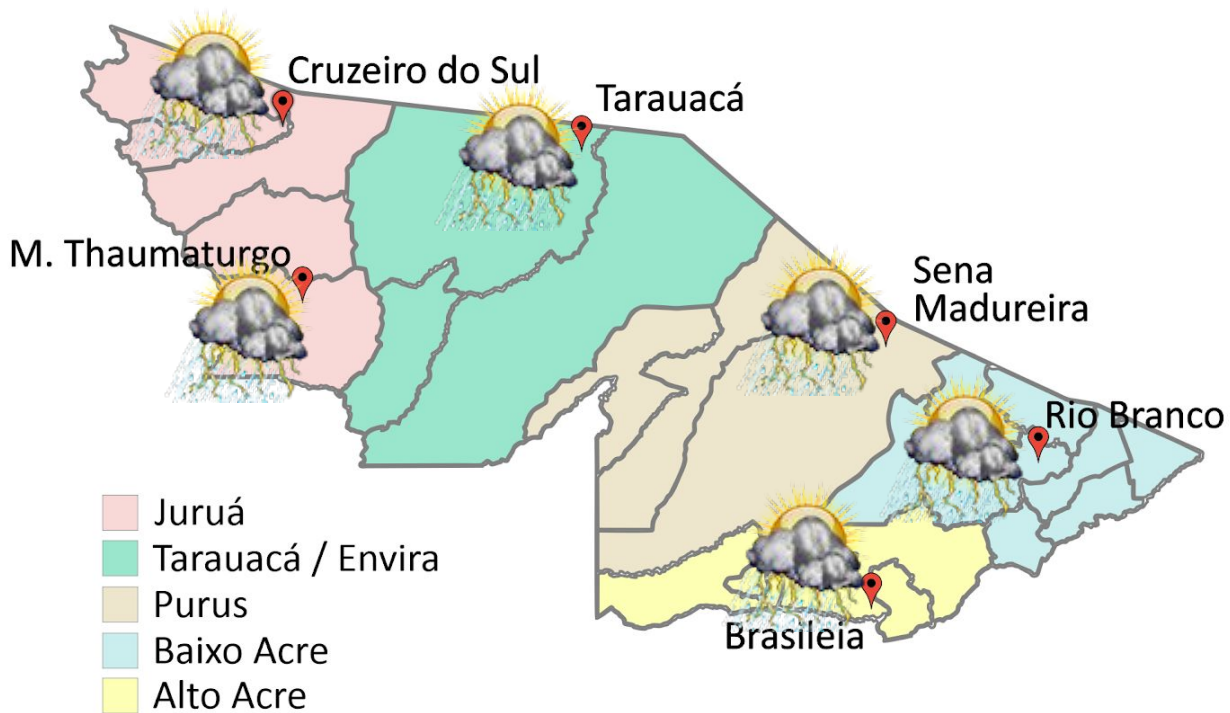 Cruzeiro do Sul
Tarauacá
M. Thaumaturgo
Sena
Madureira
Rio Branco
Brasileia
Juruá
Tarauacá / Envira
Purus
Baixo Acre
Alto Acre